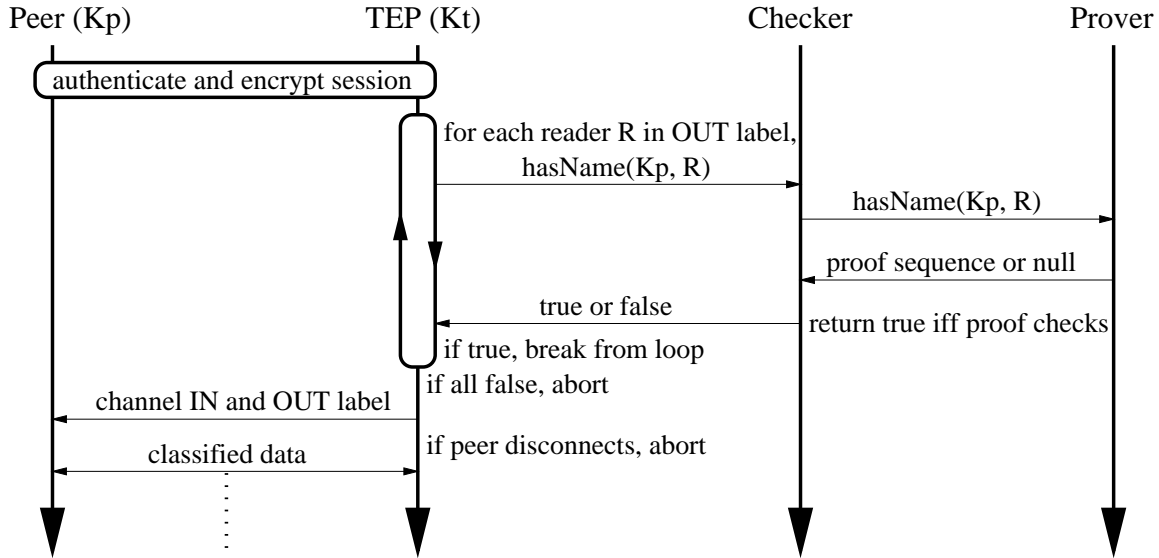 Peer (Kp)
TEP (Kt)
Checker
Prover
authenticate and encrypt session
for each reader R in OUT label,
hasName(Kp, R)
hasName(Kp, R)
proof sequence or null
true or false
return true iff proof checks
if true, break from loop
if all false, abort
channel IN and OUT label
if peer disconnects, abort
classified data